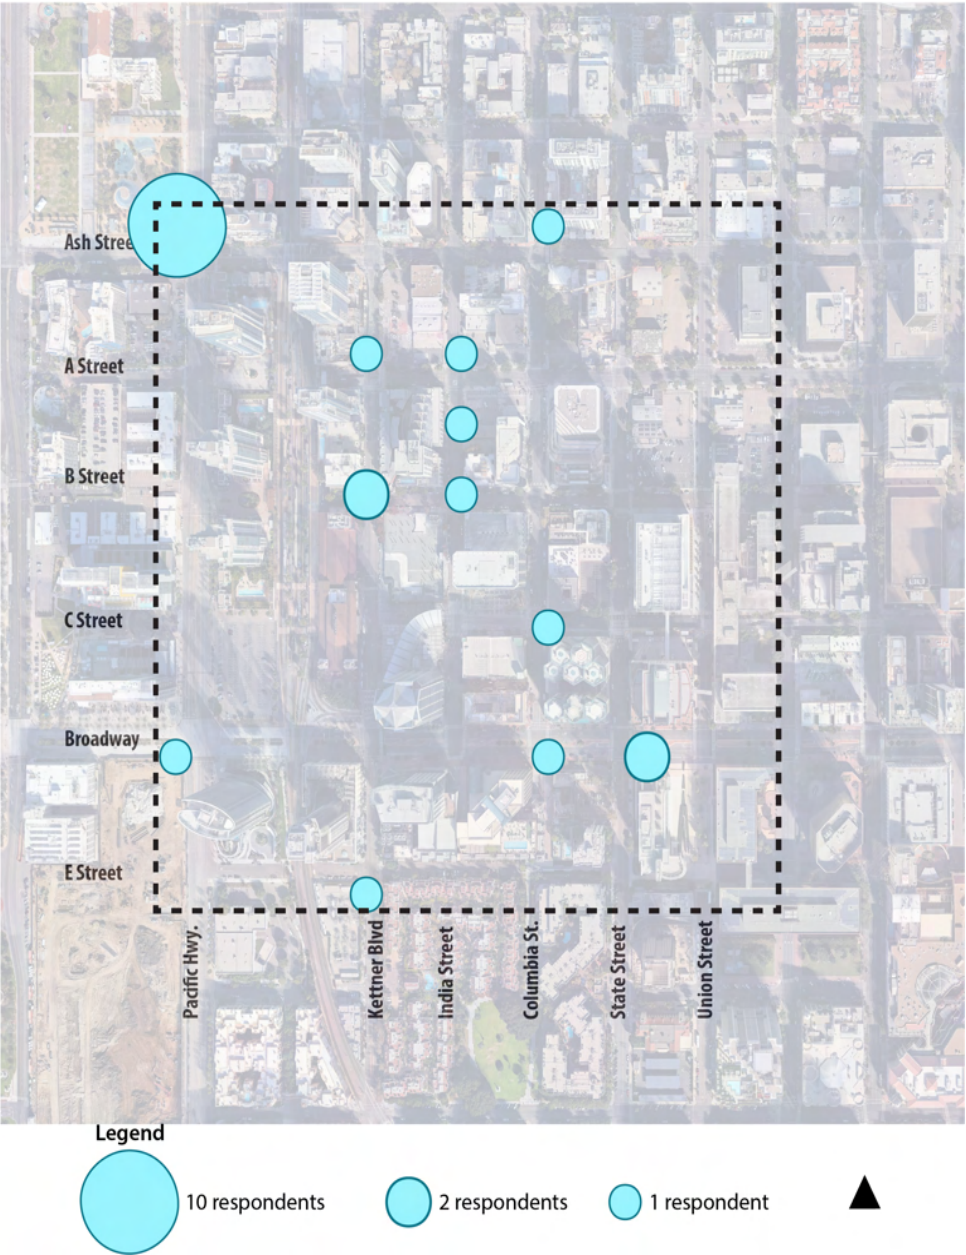 Ash Stree
A Street
B Street
C Street
Broadway
E Street
Pacific Hwy.
Kettner Blvd
India Street
Columbia St.
State Street
Union Street
Legend
10 respondents
2 respondents
1 respondent